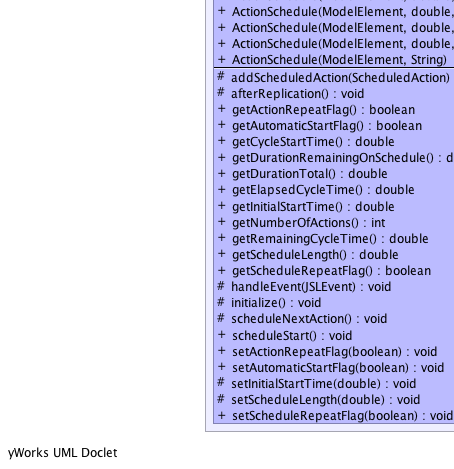 + ActionSchedule(ModelElement, double,
+ ActionSchedule(ModelElement, double,
+ ActionSchedule(ModelElement, double,
+ ActionSchedule(ModelElement, String)
# addScheduledAction(ScheduledAction)
# afterReplication() : void
+ getActionRepeatFlag() : boolean
+ getAutomaticStartFlag() : boolean
+ getCycleStartTime() : double
+ getDurationRemainingOnSchedule() : d
+ getDurationTotal() : double
+ getElapsedCycleTime() : double
+ getInitialStartTime() : double
+ getNumberOfActions() : int
+ getRemainingCycleTime() : double
+ getScheduleLength() : double
+ getScheduleRepeatFlag() : boolean
# handleEvent(JSLEvent) : void
# initialize() : void
# scheduleNextAction() : void
+ scheduleStart() : void
+ setActionRepeatFlag(boolean) : void
+ setAutomaticStartFlag(boolean) : void
# setInitialStartTime(double) : void
# setScheduleLength(double) : void
+ setScheduleRepeatFlag(boolean) : void
yWorks UML Doclet